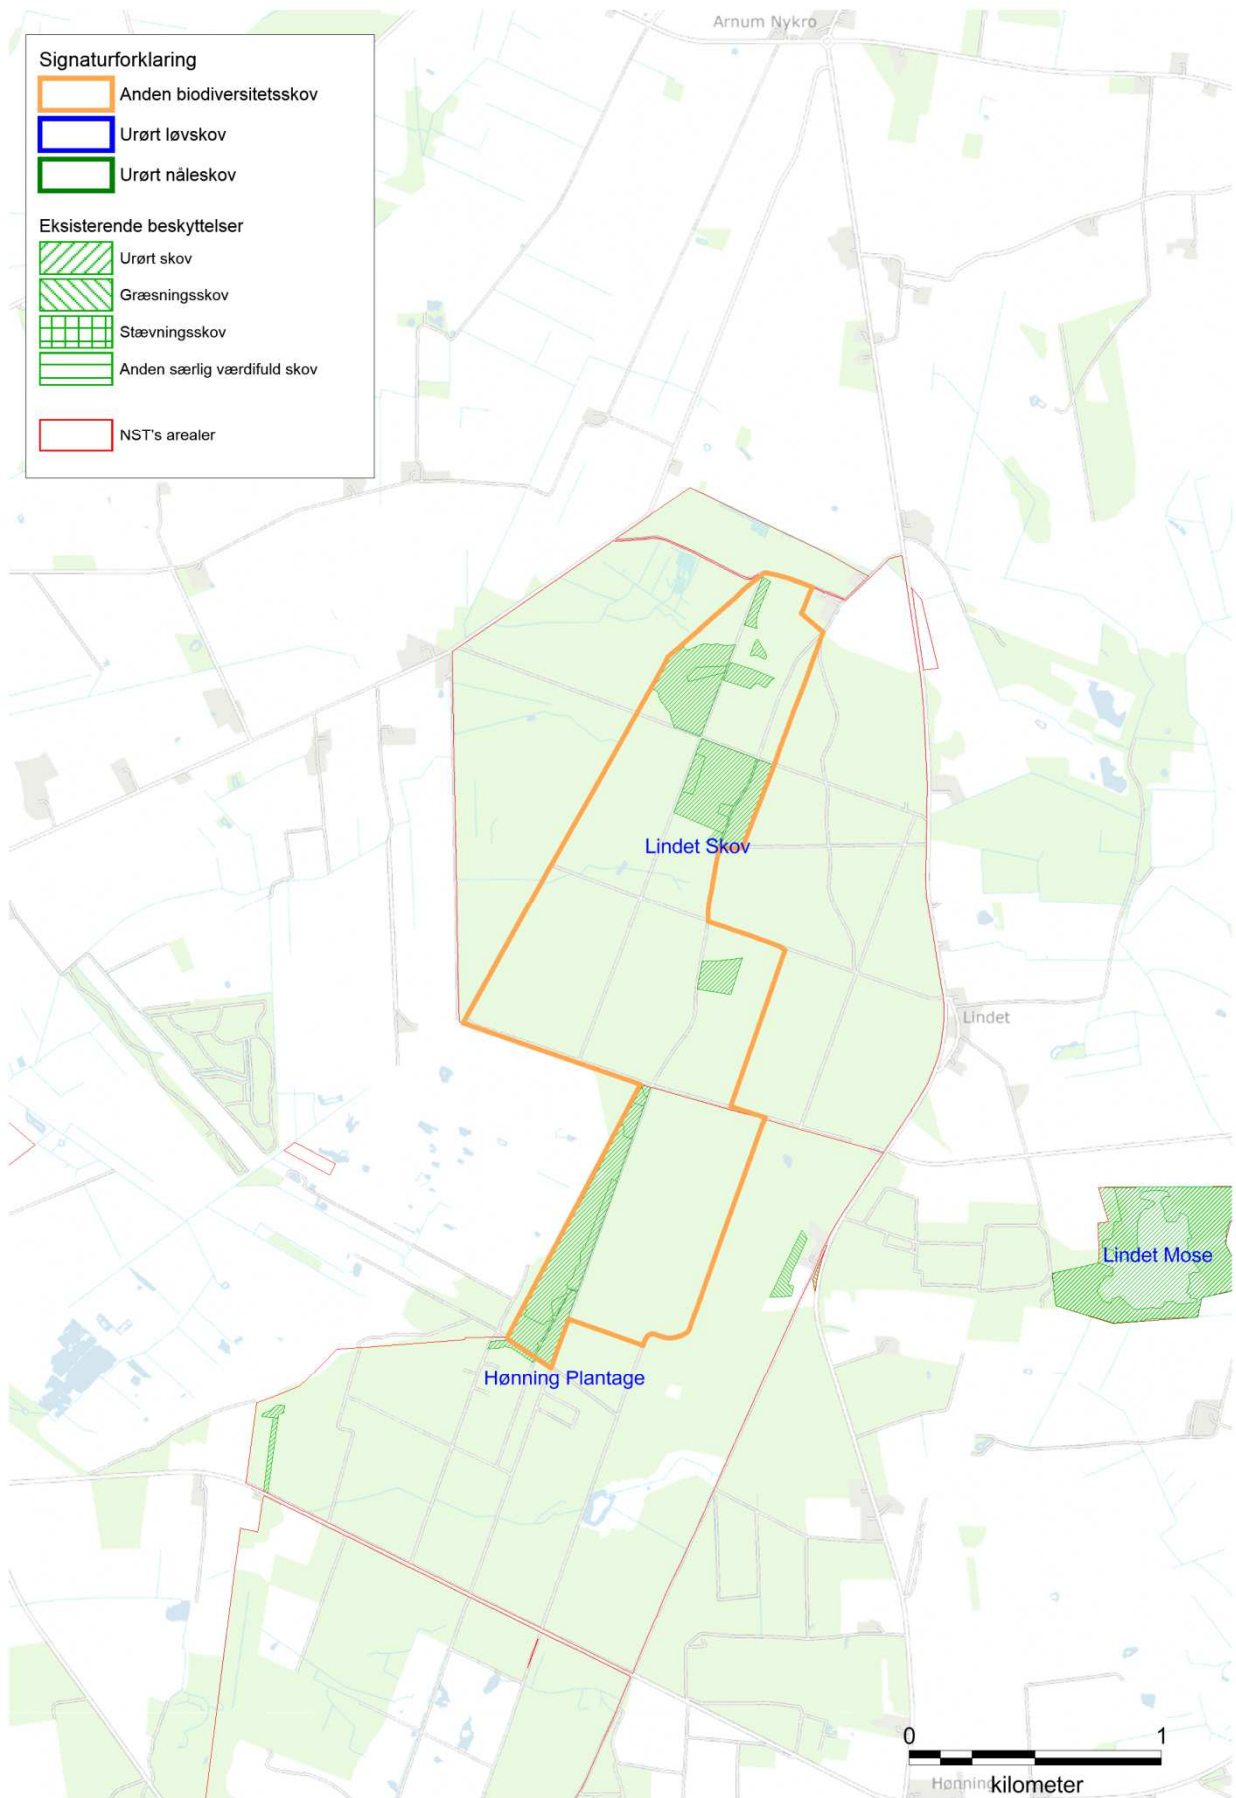 Arnum Nykro
Signaturforklaring
Anden biodiversitetsskov
Urørt løvskov
Urørt nåleskov
Eksisterende beskyttelser
Urørt skov
Græsningsskov
Stævningsskov
Anden særlig værdifuld skov
NST's arealer
Lindet Skov
Lindet
Lindet Mose
Hønning Plantage
0 1
Hønning
kilometer